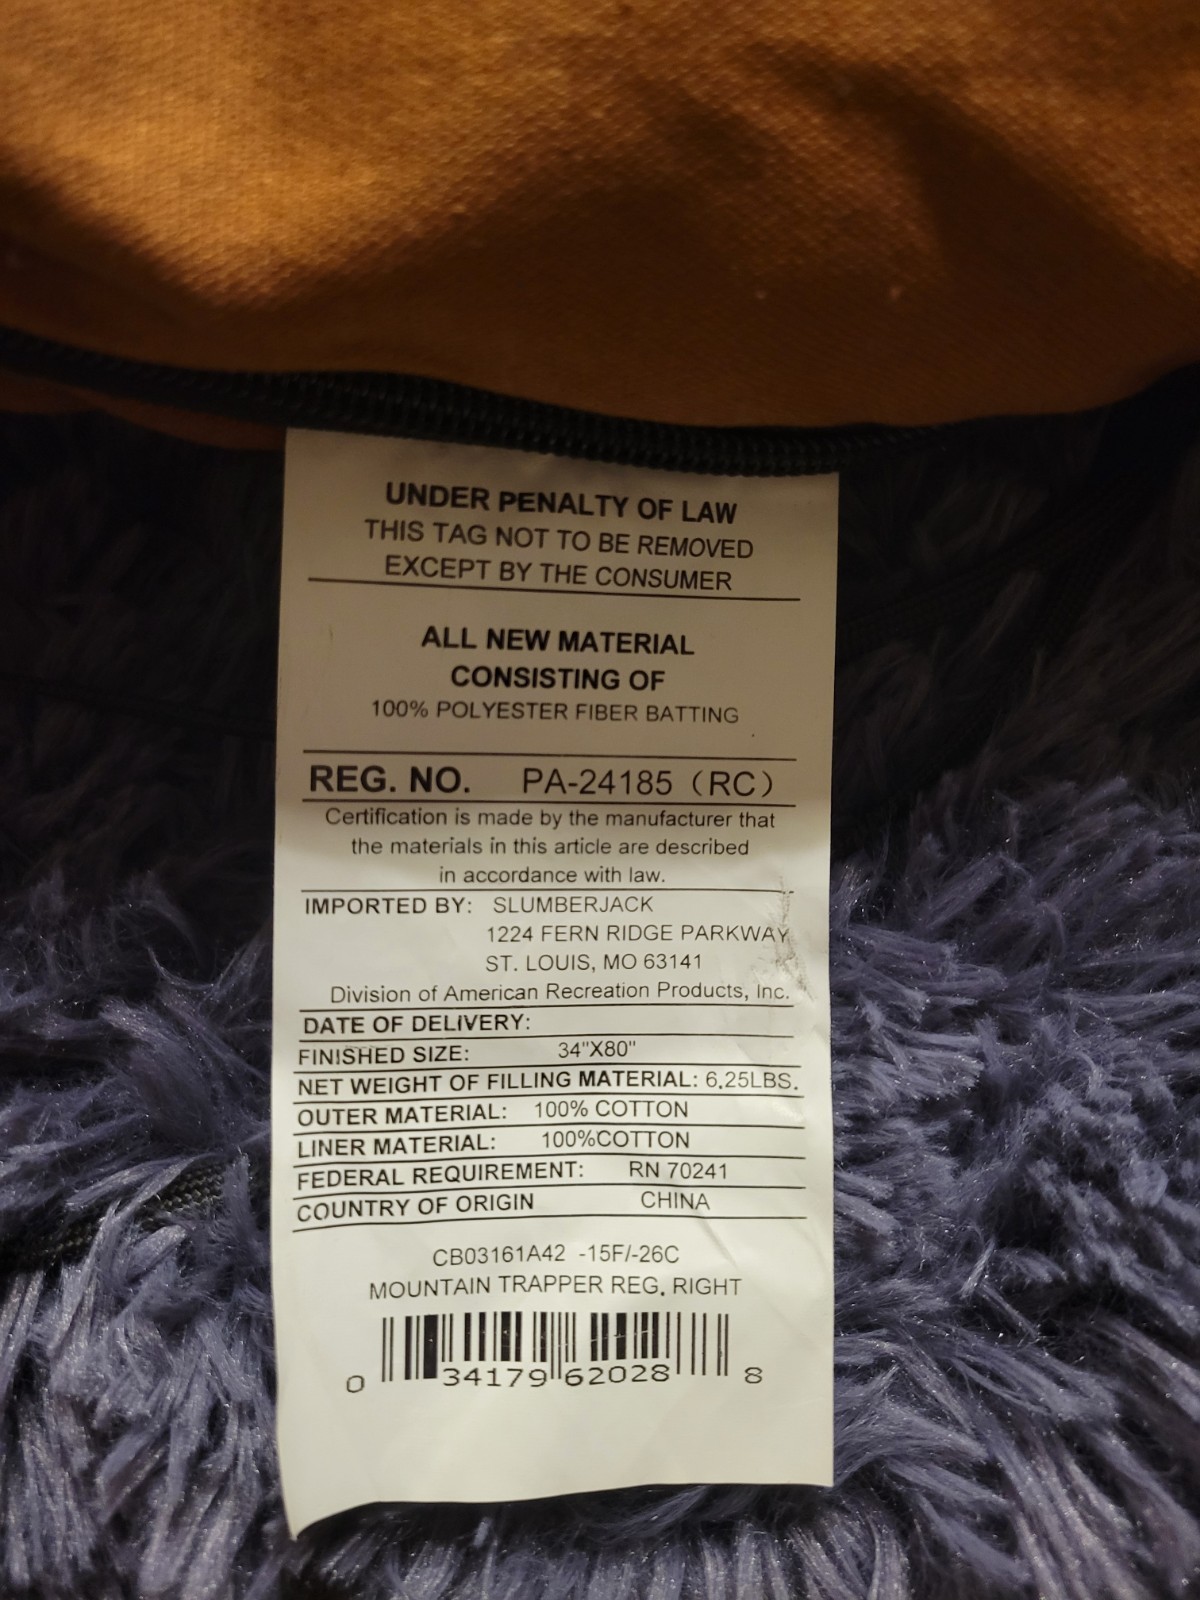 UNDER PENALTY OF LAW
THIS TAG NOT TO BE REMOVED
EXCEPT BY THE CONSUMER
ALL NEW MATERIAL
CONSISTING OF
100% POLYESTER FIBER BATTING
REG. NO. PA-24185 (RC)
Certification is made by the manufacturer that
the materials in this article are described
in accordance with law.
IMPORTED BY: SLUMBERJACK
1224 FERN RIDGE PARKWAY
ST. LOUIS, MO 63141
Division of American Recreation Products, Inc.
DATE OF DELIVERY:
FINISHED SIZE: 34"X80"
NET WEIGHT OF FILLING MATERIAL: 6.25LBS.
OUTER MATERIAL: 100% COTTON
LINER MATERIAL: 100%COTTON
FEDERAL REQUIREMENT: RN 70241
COUNTRY OF ORIGIN CHINA
CB03161A42 -15F/-26C
MOUNTAIN TRAPPER REG. RIGHT
0 34179 62028 8